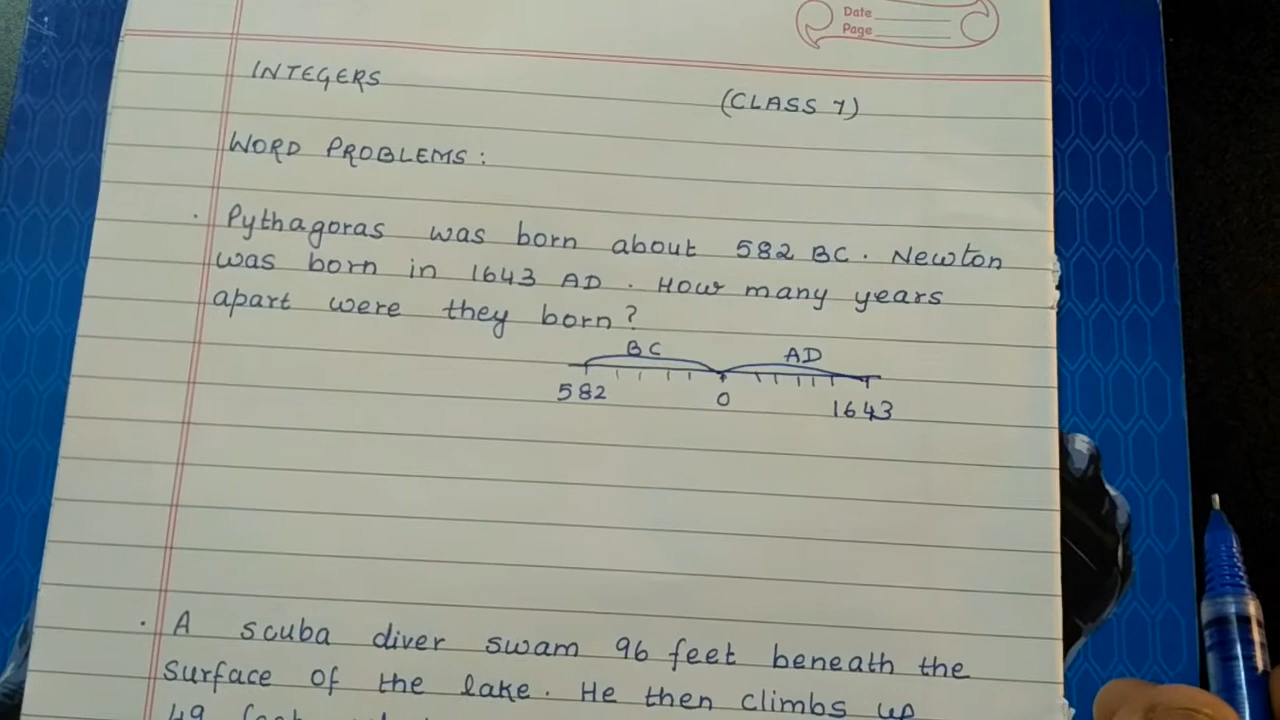 Date
Page
INTEGERS
(CLASS 7)
WORD PROBLEMS:
. Pythagoras was born about 582 BC. Newton
was born in 1643 AD. How many years
apart were they born?
BC AD
582 0 1643
. A scuba diver swam 96 feet beneath the
surface of the lake. He then climbs up
49